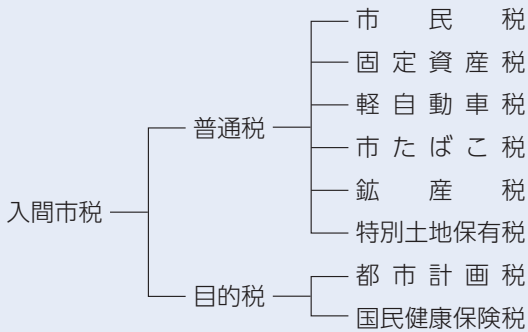 入間市税
普通税
市民税
固定資産税
軽自動車税
市たばこ税
鉱産税
特別土地保有税
目的税
都市計画税
国民健康保険税